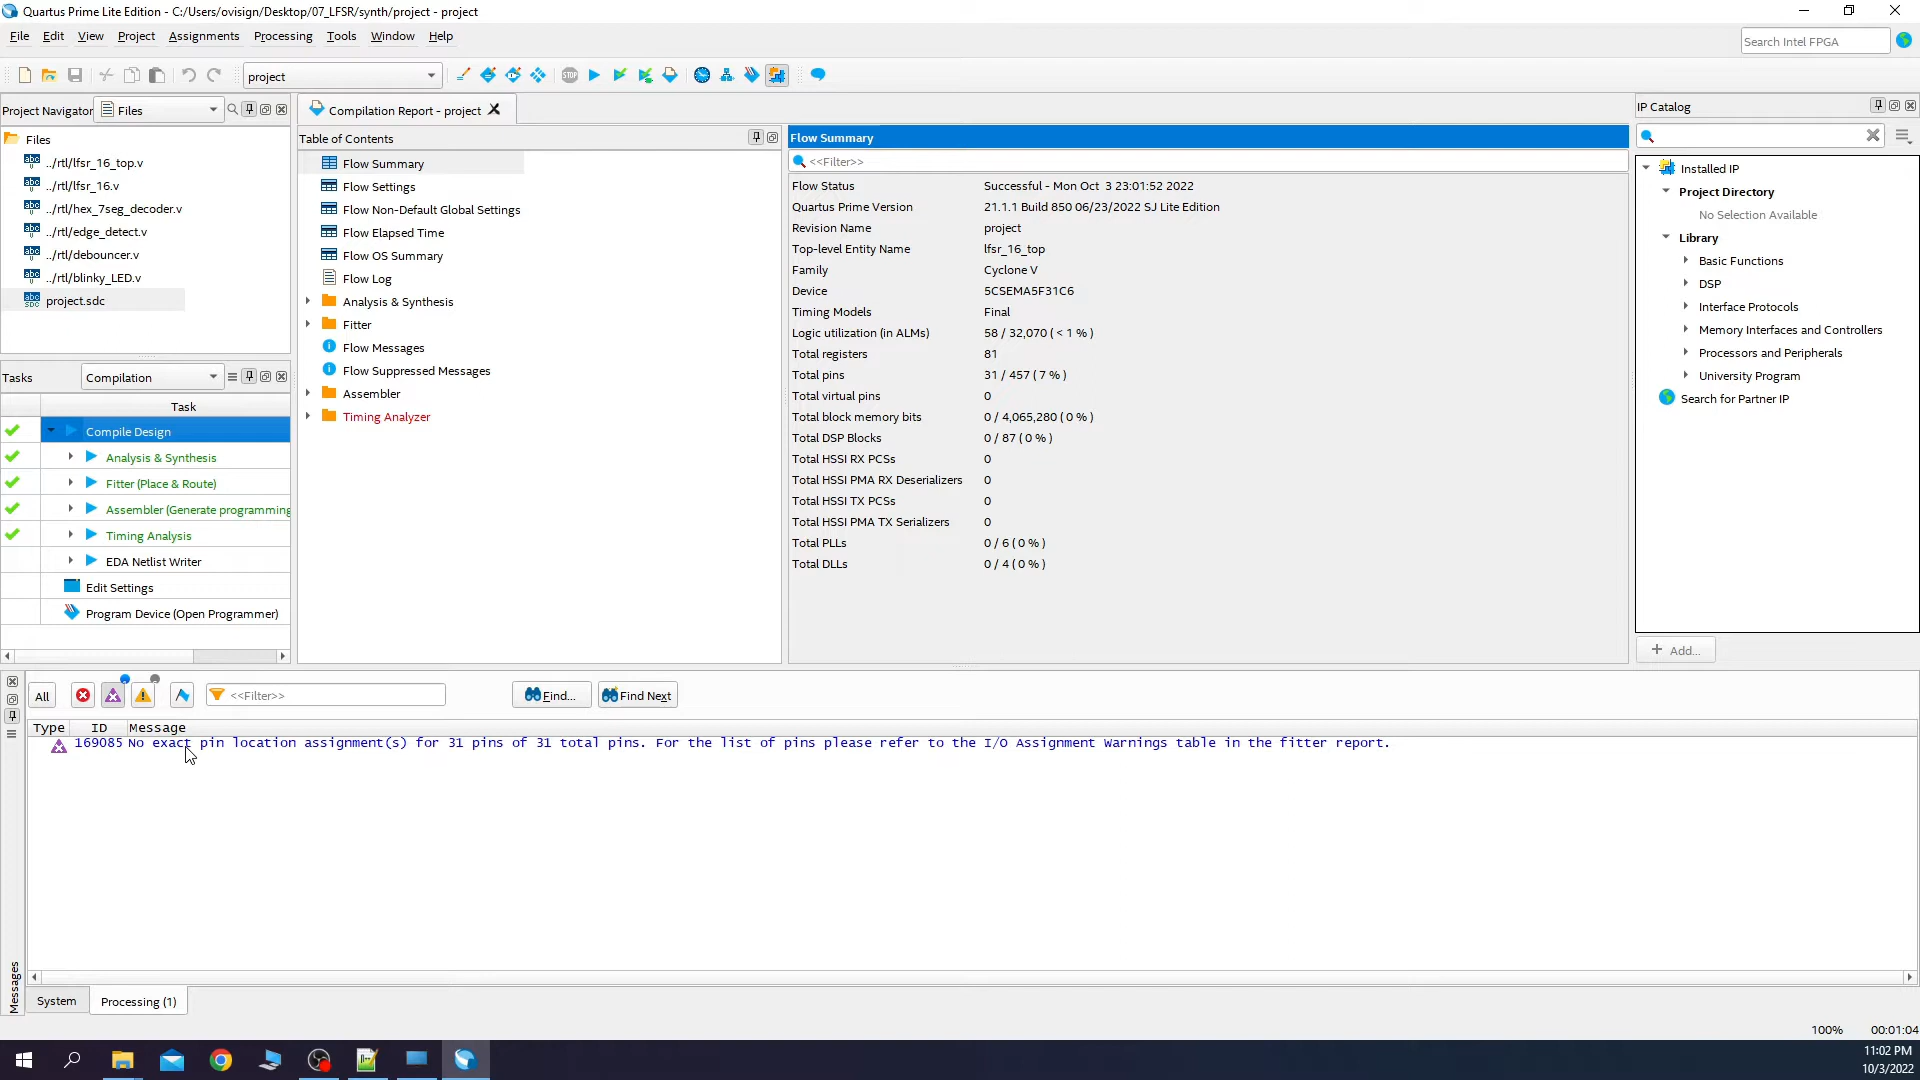 Quartus Prime Lite Edition - C:/Users/ovisign/Desktop/07_LFSR/synth/project - project
File Edit View Project Assignments Processing Tools Window Help
Search Intel FPGA
project
Project Navigator Files
Files
../rtl/lfsr_16_top.v
../rtl/lfsr_16.v
../rtl/hex_7seg_decoder.v
../rtl/edge_detect.v
../rtl/debouncer.v
../rtl/blinky_LED.v
project.sdc
Tasks Compilation
Task
Compile Design
Analysis & Synthesis
Fitter (Place & Route)
Assembler (Generate programming
Timing Analysis
EDA Netlist Writer
Edit Settings
Program Device (Open Programmer)
Compilation Report - project
Table of Contents
Flow Summary
Flow Settings
Flow Non-Default Global Settings
Flow Elapsed Time
Flow OS Summary
Flow Log
Analysis & Synthesis
Fitter
Flow Messages
Flow Suppressed Messages
Assembler
Timing Analyzer
Flow Summary
<<Filter>>
Flow Status Successful - Mon Oct 3 23:01:52 2022
Quartus Prime Version 21.1.1 Build 850 06/23/2022 SJ Lite Edition
Revision Name project
Top-level Entity Name lfsr_16_top
Family Cyclone V
Device 5CSEMA5F31C6
Timing Models Final
Logic utilization (in ALMs) 58 / 32,070 ( < 1 % )
Total registers 81
Total pins 31 / 457 ( 7 % )
Total virtual pins 0
Total block memory bits 0 / 4,065,280 ( 0 % )
Total DSP Blocks 0 / 87 ( 0 % )
Total HSSI RX PCSs 0
Total HSSI PMA RX Deserializers 0
Total HSSI TX PCSs 0
Total HSSI PMA TX Serializers 0
Total PLLs 0 / 6 ( 0 % )
Total DLLs 0 / 4 ( 0 % )
IP Catalog
Installed IP
Project Directory
No Selection Available
Library
Basic Functions
DSP
Interface Protocols
Memory Interfaces and Controllers
Processors and Peripherals
University Program
Search for Partner IP
+ Add...
All <<Filter>> Find... Find Next
Type ID Message
169085 No exact pin location assignment(s) for 31 pins of 31 total pins. For the list of pins please refer to the I/O Assignment Warnings table in the fitter report.
Messages
System Processing (1)
100% 00:01:04
11:02 PM
10/3/2022